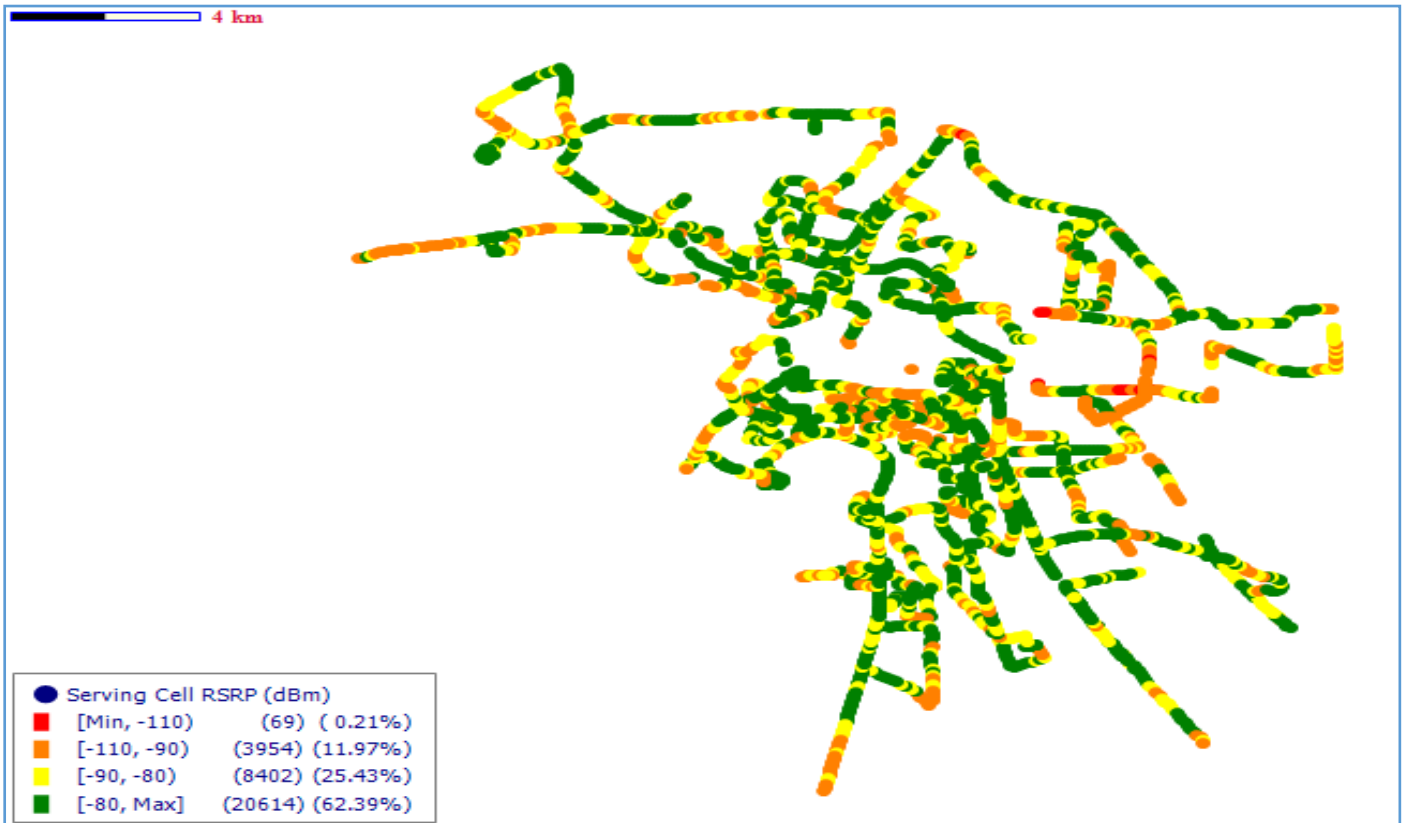 4 km
Serving Cell RSRP (dBm)
[Min, -110) (69) ( 0.21%)
[-110, -90) (3954) (11.97%)
[-90, -80) (8402) (25.43%)
[-80, Max] (20614) (62.39%)